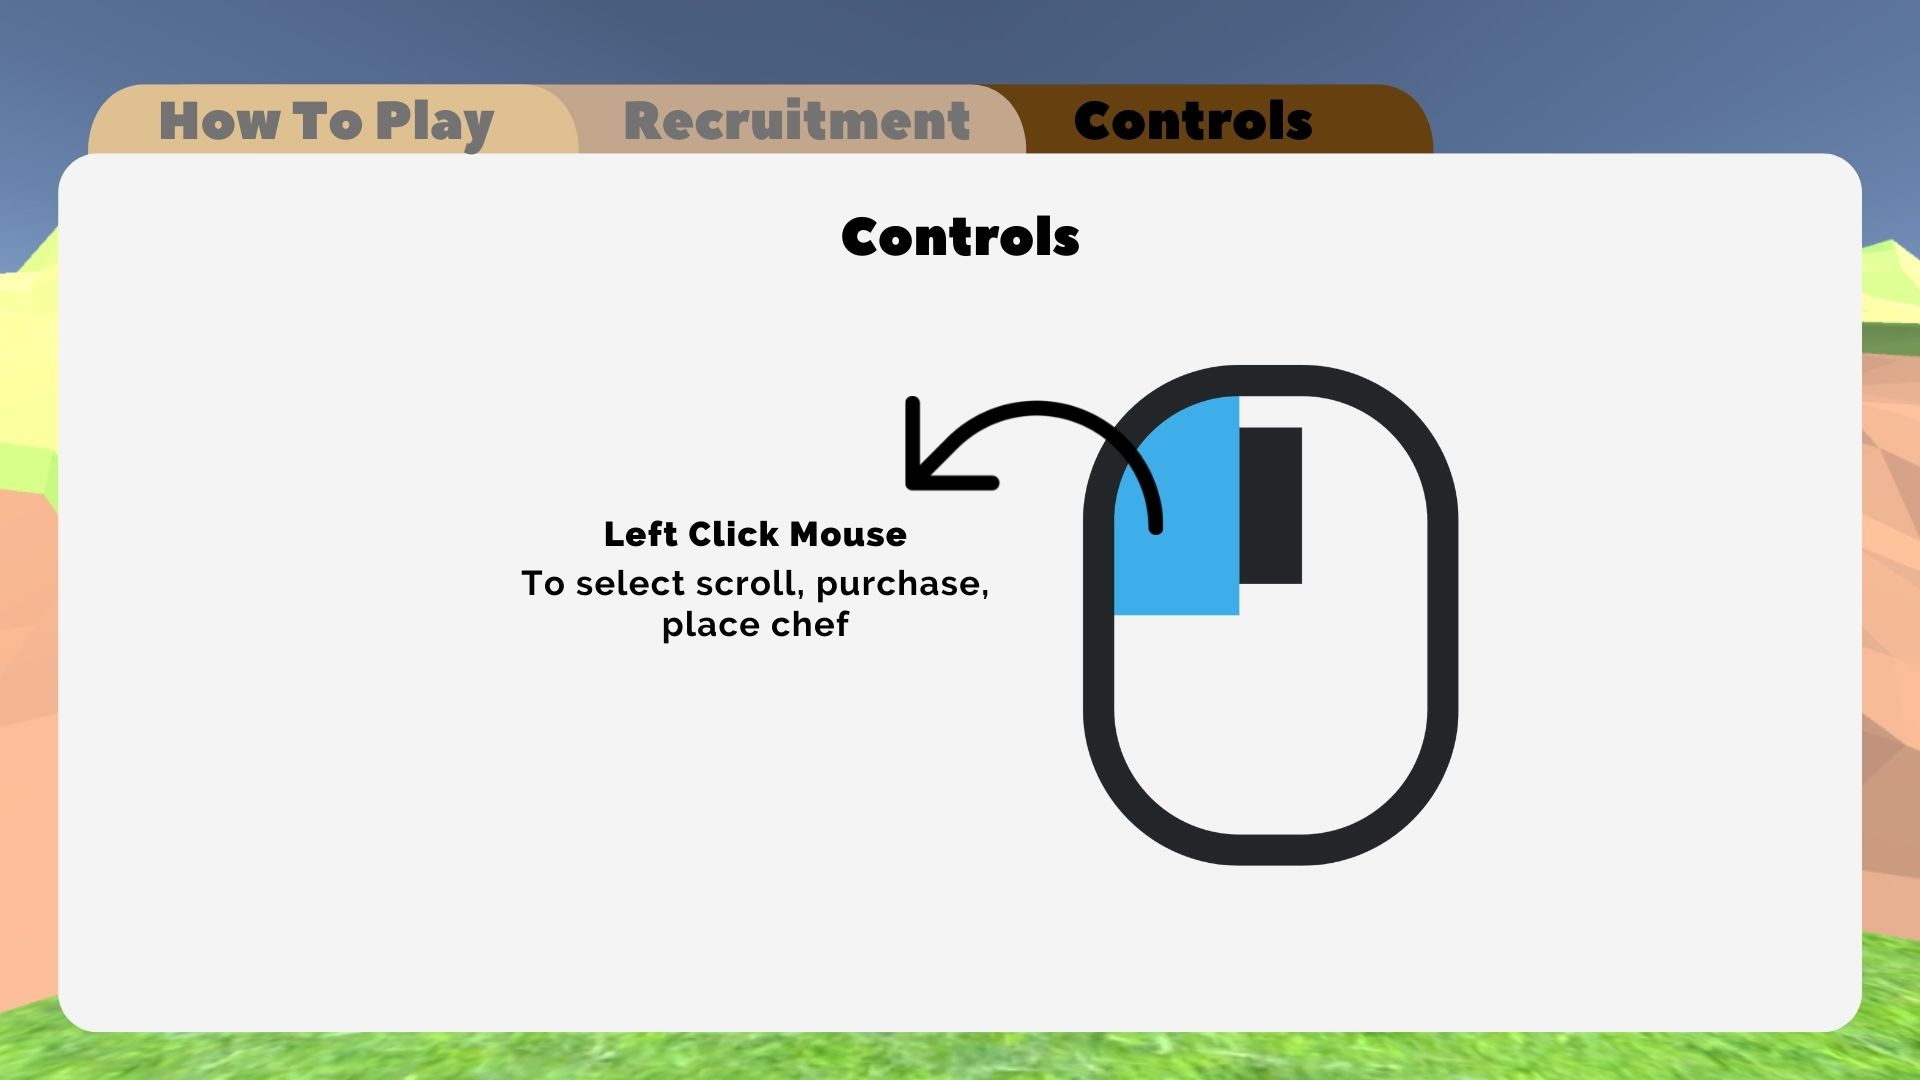 How To Play
Recruitment
Controls
Controls
Left Click Mouse
To select scroll, purchase,
place chef